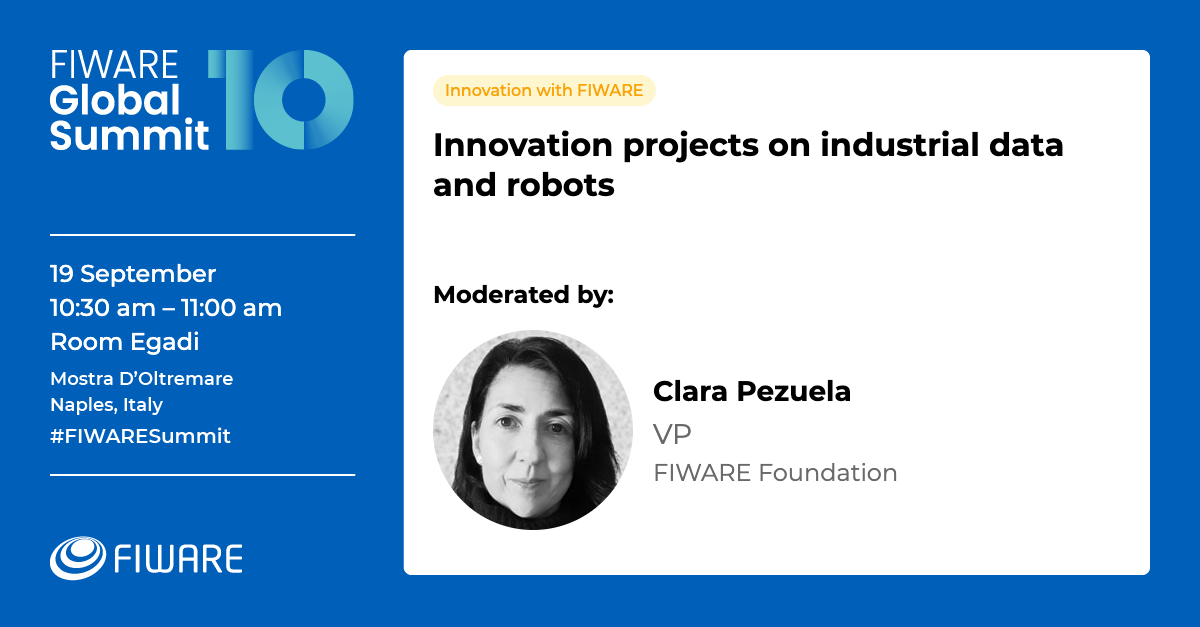 FIWARE
Global
Summit
10
19 September
10:30 am – 11:00 am
Room Egadi
Mostra D’Oltremare
Naples, Italy
#FIWARESummit
FIWARE
Innovation with FIWARE
Innovation projects on industrial data
and robots
Moderated by:
Clara Pezuela
VP
FIWARE Foundation